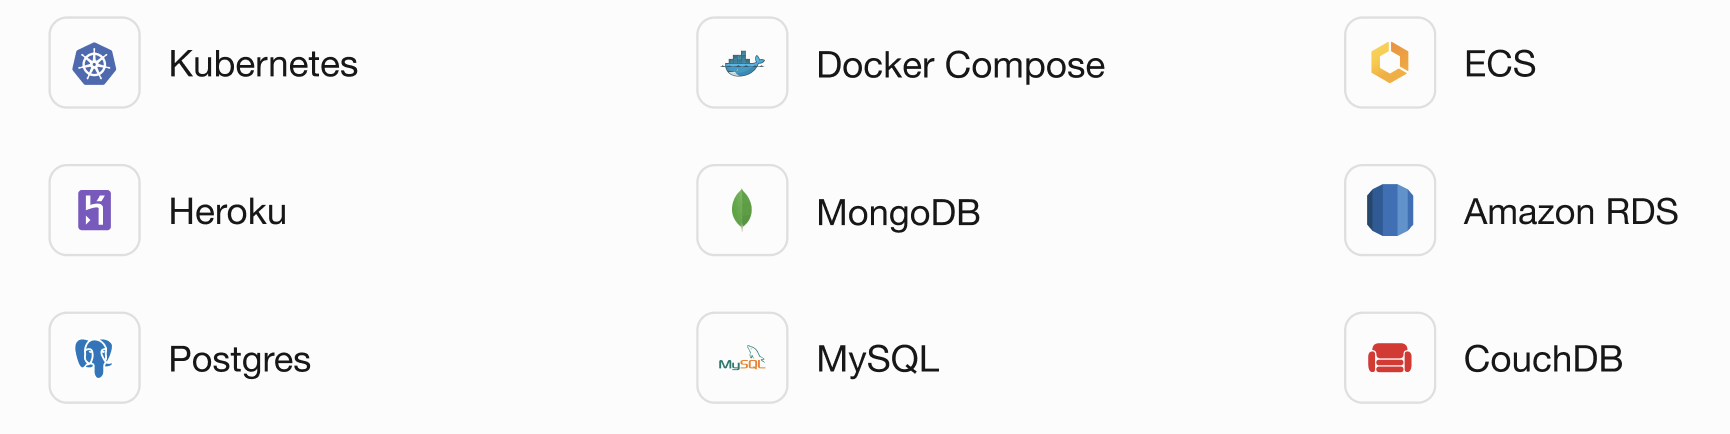 Kubernetes
Docker Compose
ECS
Heroku
MongoDB
Amazon RDS
Postgres
MySQL
MySQL
CouchDB